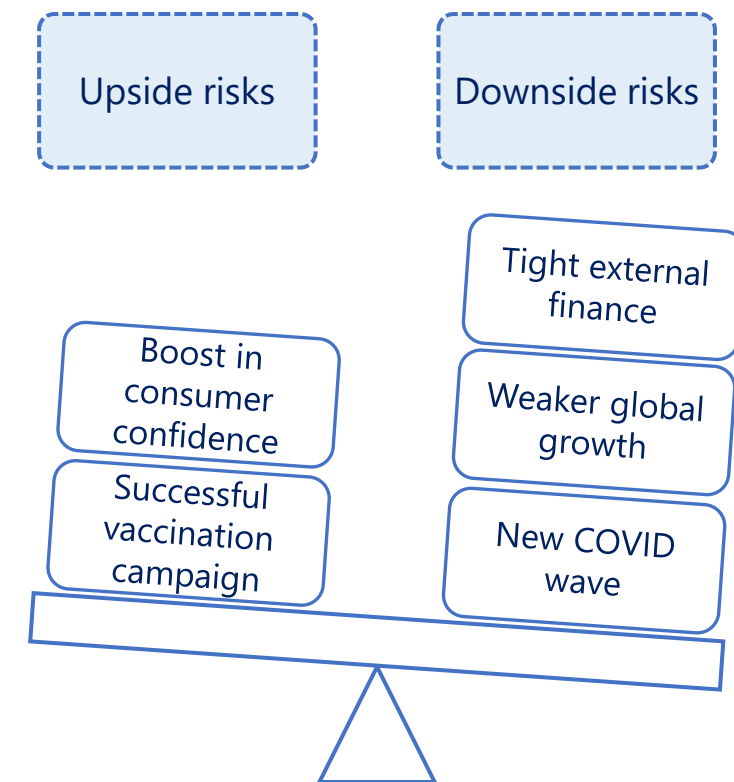 Upside risks
Downside risks
Boost in
consumer
confidence
Successful
vaccination
campaign
Tight external
finance
Weaker global
growth
New COVID
wave